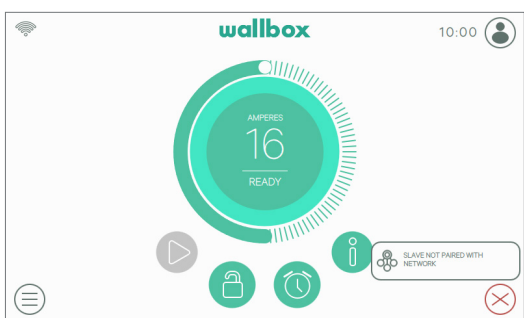 wallbox
10:00
AMPERES
16
READY
SLAVE NOT PAIRED WITH
NETWORK